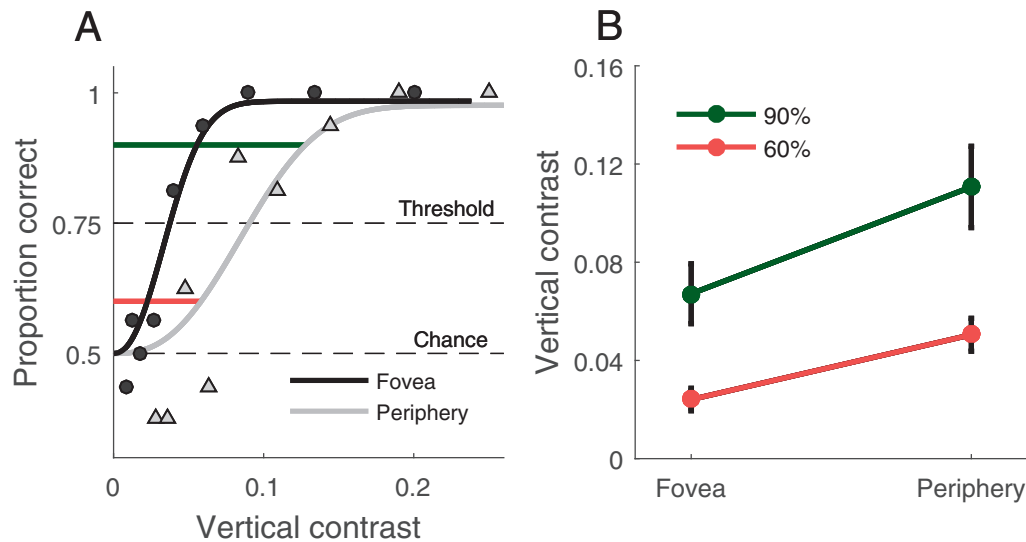 A
Proportion correct
1
0.75
0.5
Threshold
Chance
Fovea
Periphery
0
0.1
0.2
Vertical contrast
B
Vertical contrast
0.16
0.12
0.08
0.04
0
90%
60%
Fovea
Periphery